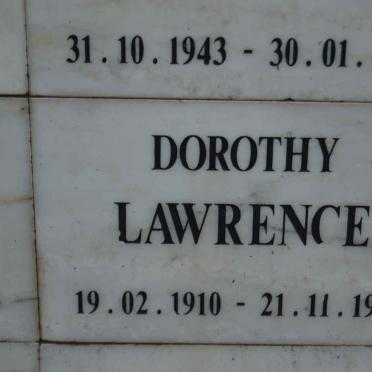 31.10.1943 - 30.01.
DOROTHY
LAWRENCE
19.02.1910 - 21.11.19